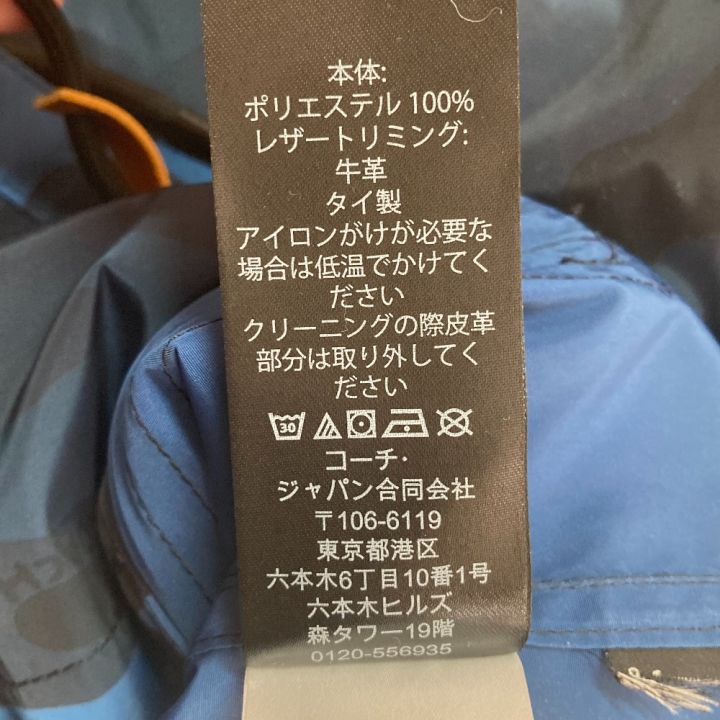 本体:
ポリエステル 100%
レザートリミング:
牛革
タイ製
アイロンがけが必要な
場合は低温でかけてく
ださい
クリーニングの際皮革
部分は取り外してく
ださい
30
コーチ・
ジャパン合同会社
〒106-6119
東京都港区
六本木6丁目10番1号
六本木ヒルズ
森タワー19階
0120-556935